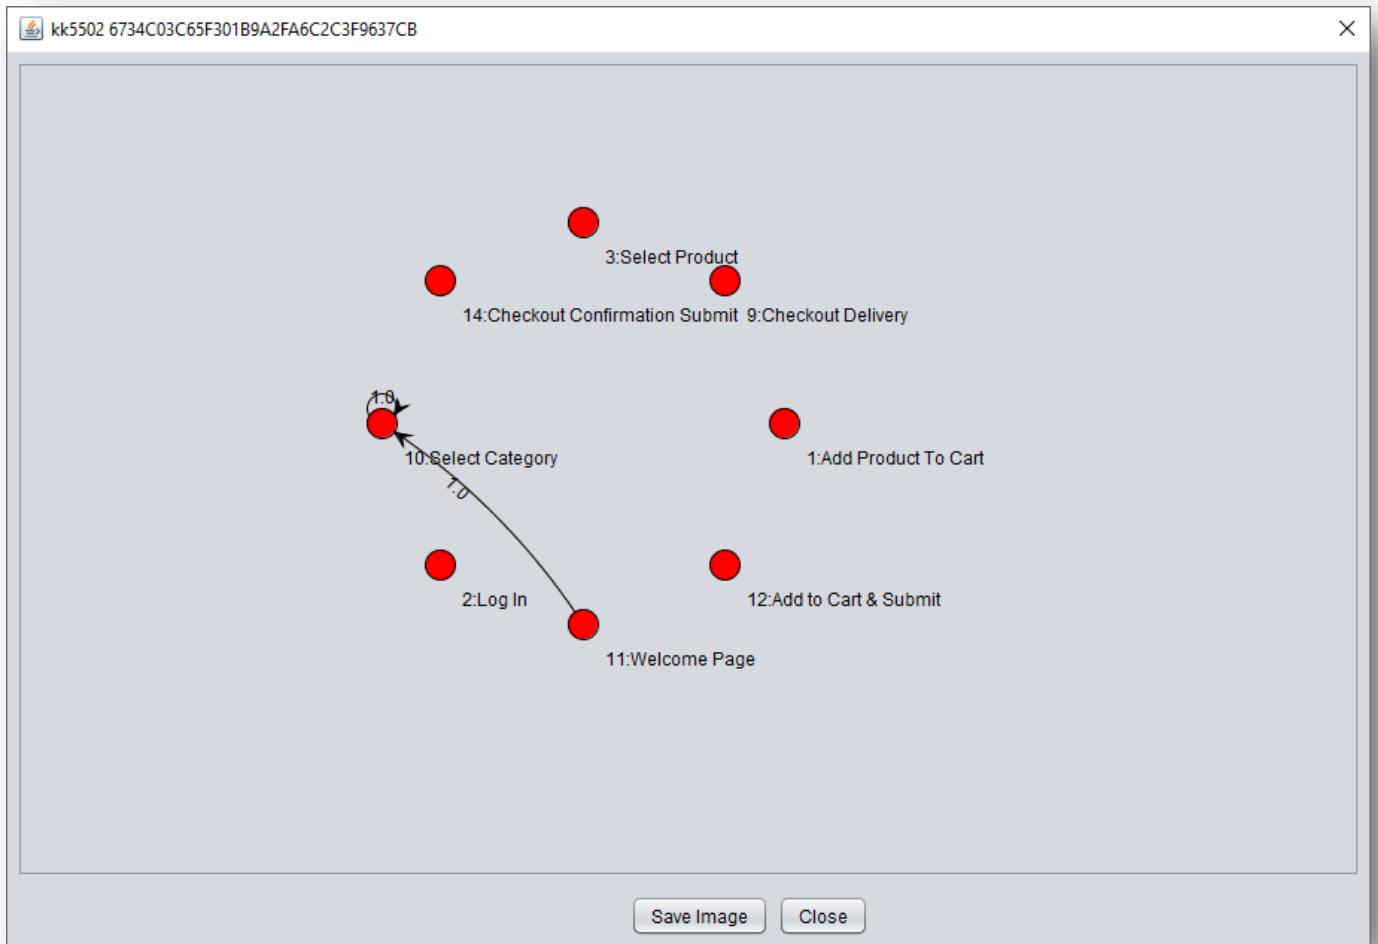 kk5502 6734C03C65F301B9A2FA6C2C3F9637CB
3:Select Product
14:Checkout Confirmation Submit
9:Checkout Delivery
1.0
10:Select Category
1:Add Product To Cart
1.0
2:Log In
12:Add to Cart & Submit
11:Welcome Page
Save Image
Close